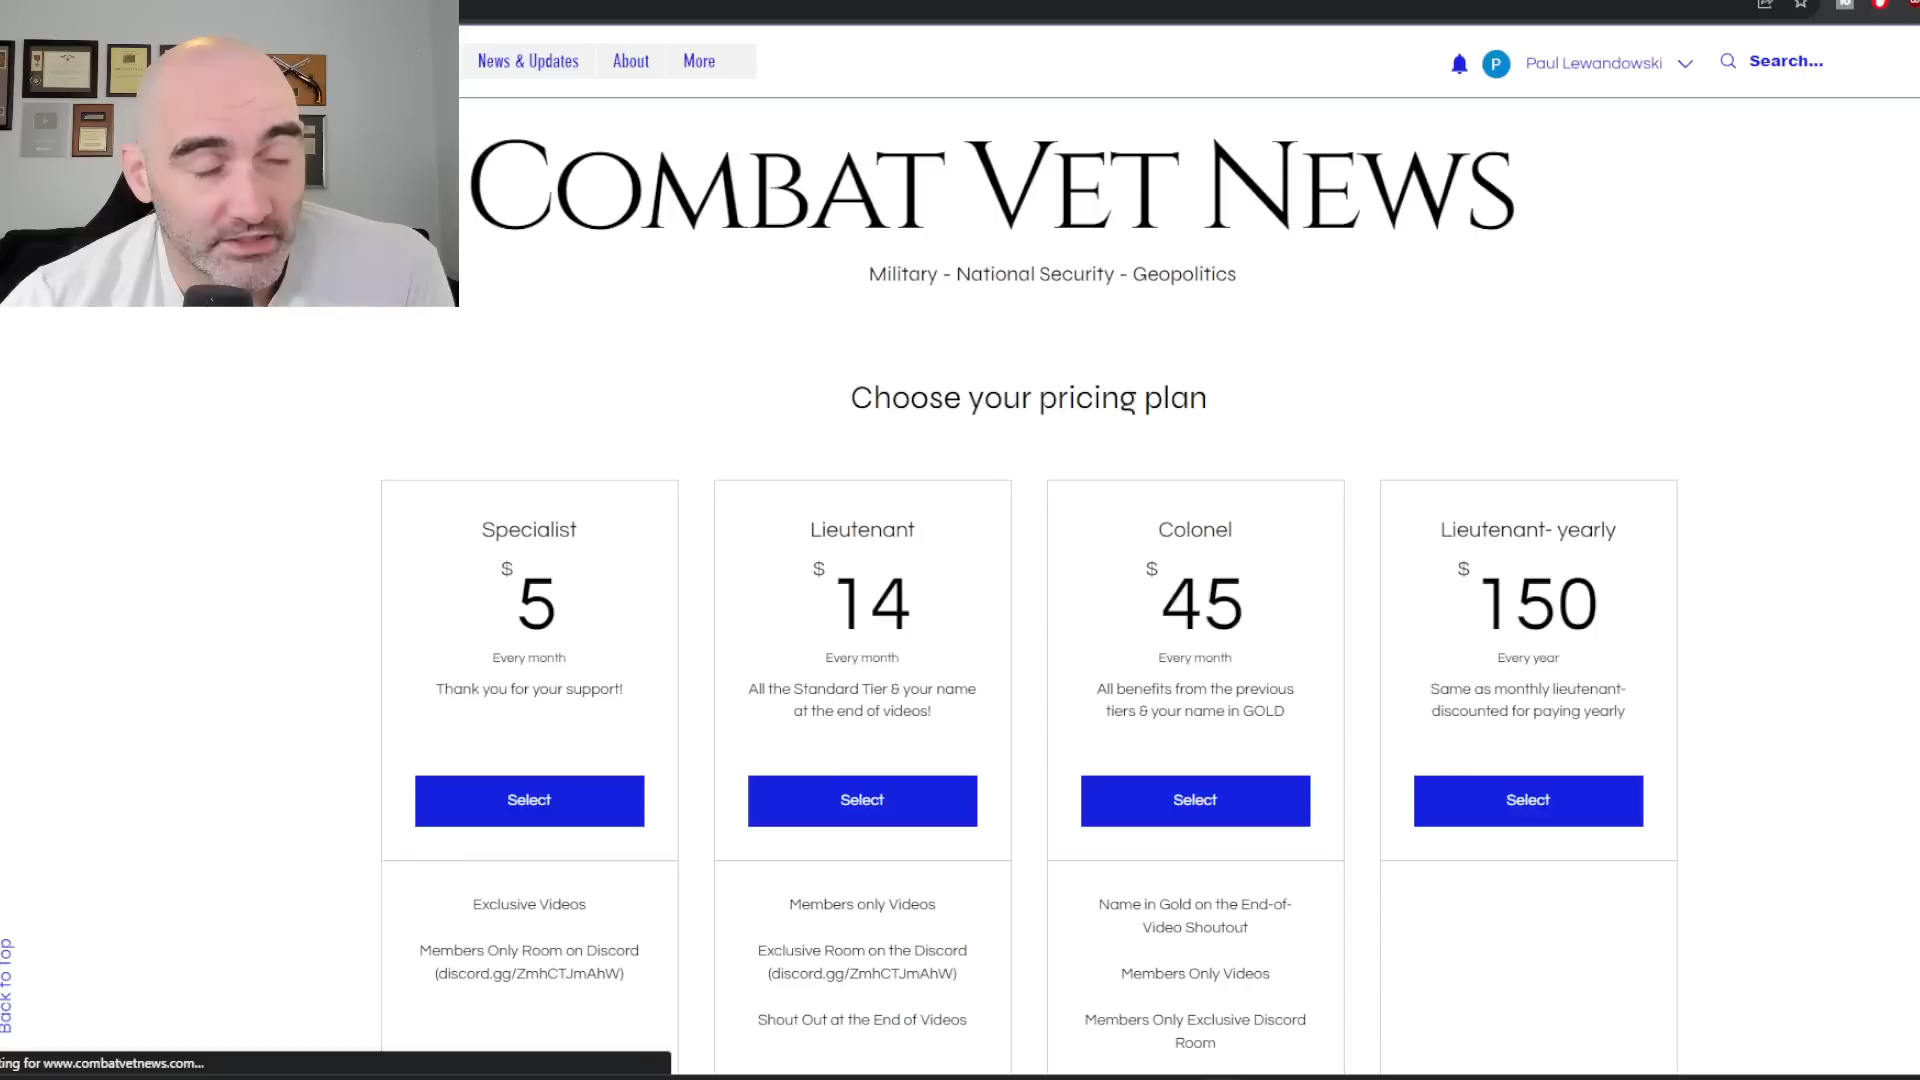 News & Updates
About
More
P
Paul Lewandowski
Search...
COMBAT VET NEWS
Military - National Security - Geopolitics
Choose your pricing plan
Specialist
$
5
Every month
Thank you for your support!
Select
Exclusive Videos
Members Only Room on Discord
(discord.gg/ZmhCTJmAhW)
Lieutenant
$
14
Every month
All the Standard Tier & your name
at the end of videos!
Select
Members only Videos
Exclusive Room on the Discord
(discord.gg/ZmhCTJmAhW)
Shout Out at the End of Videos
Colonel
$
45
Every month
All benefits from the previous
tiers & your name in GOLD
Select
Name in Gold on the End-of-
Video Shoutout
Members Only Videos
Members Only Exclusive Discord
Room
Lieutenant- yearly
$
150
Every year
Same as monthly lieutenant-
discounted for paying yearly
Select
Back to Top
ting for www.combatvetnews.com...